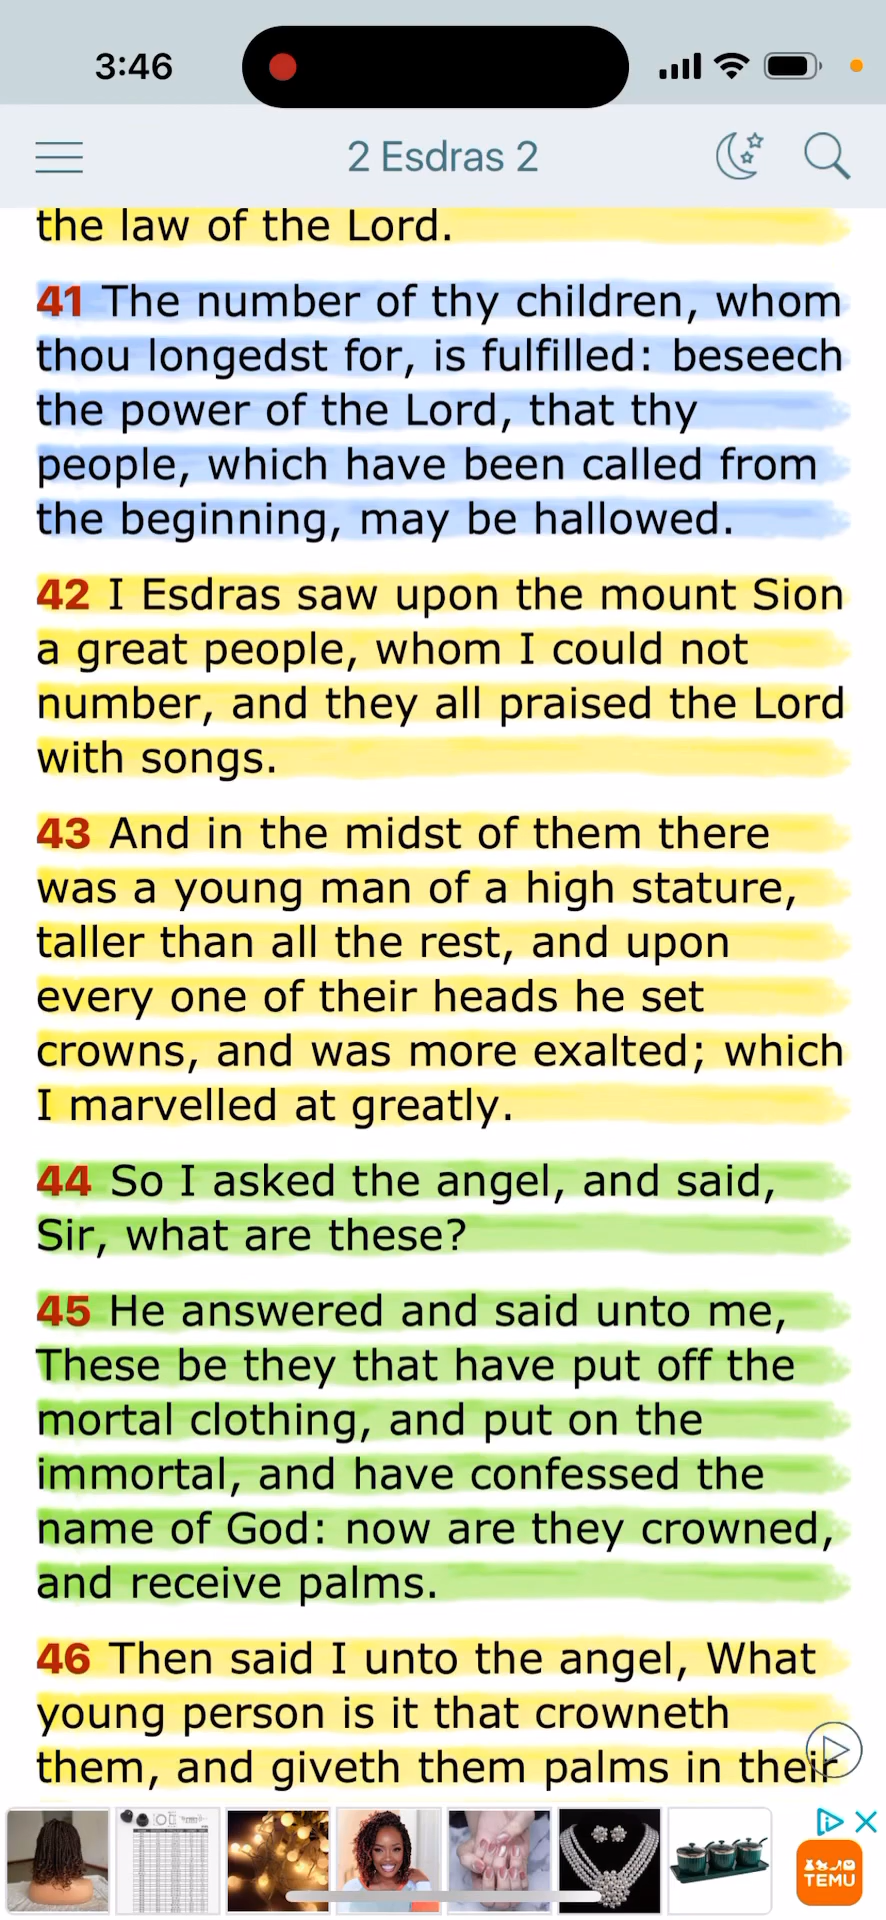 3:46
2 Esdras 2
the law of the Lord.
41 The number of thy children, whom
thou longedst for, is fulfilled: beseech
the power of the Lord, that thy
people, which have been called from
the beginning, may be hallowed.
42 I Esdras saw upon the mount Sion
a great people, whom I could not
number, and they all praised the Lord
with songs.
43 And in the midst of them there
was a young man of a high stature,
taller than all the rest, and upon
every one of their heads he set
crowns, and was more exalted; which
I marvelled at greatly.
44 So I asked the angel, and said,
Sir, what are these?
45 He answered and said unto me,
These be they that have put off the
mortal clothing, and put on the
immortal, and have confessed the
name of God: now are they crowned,
and receive palms.
46 Then said I unto the angel, What
young person is it that crowneth
them, and giveth them palms in their
TEMU